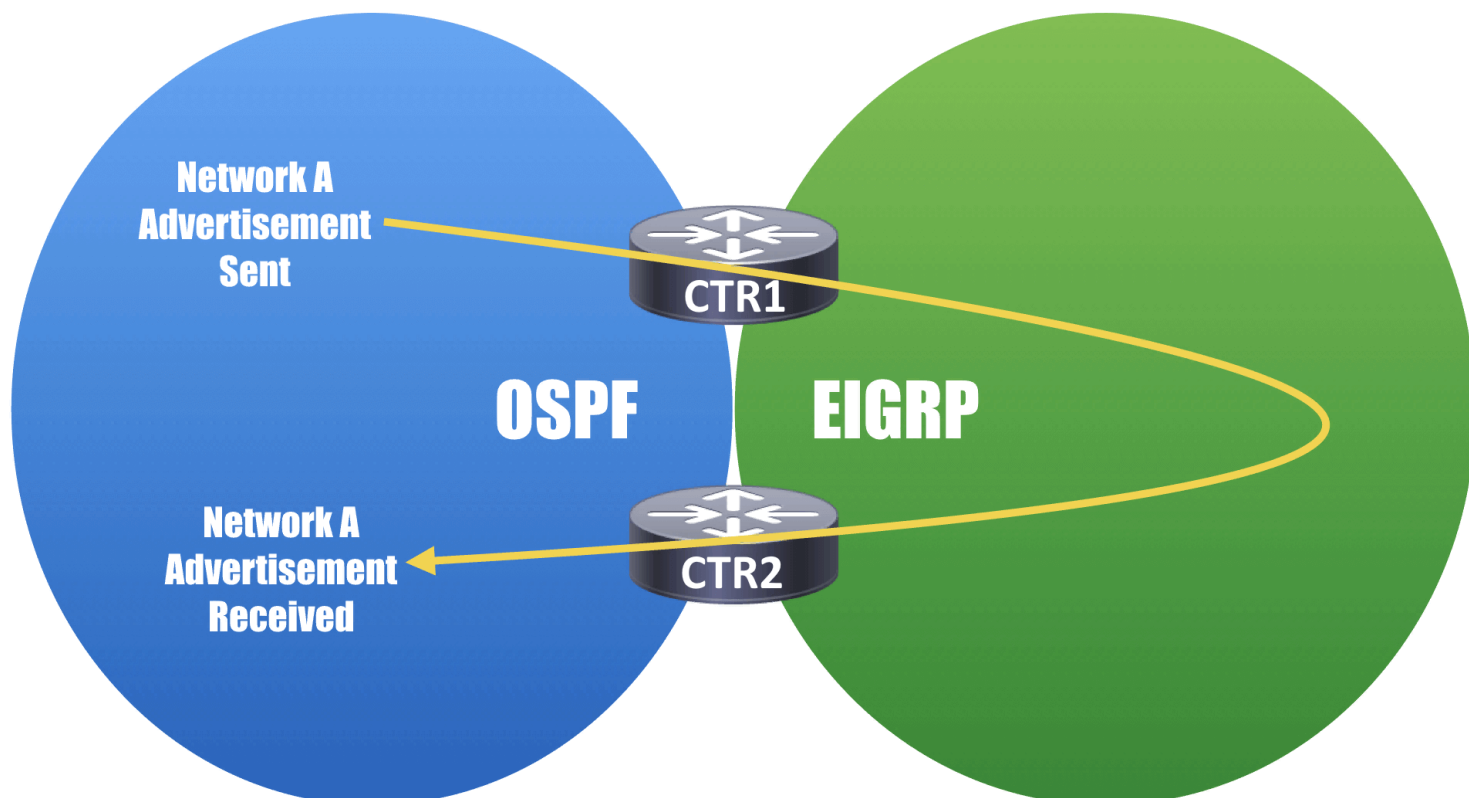 Network A
Advertisement
Sent
CTR1
OSPF
EIGRP
CTR2
Network A
Advertisement
Received